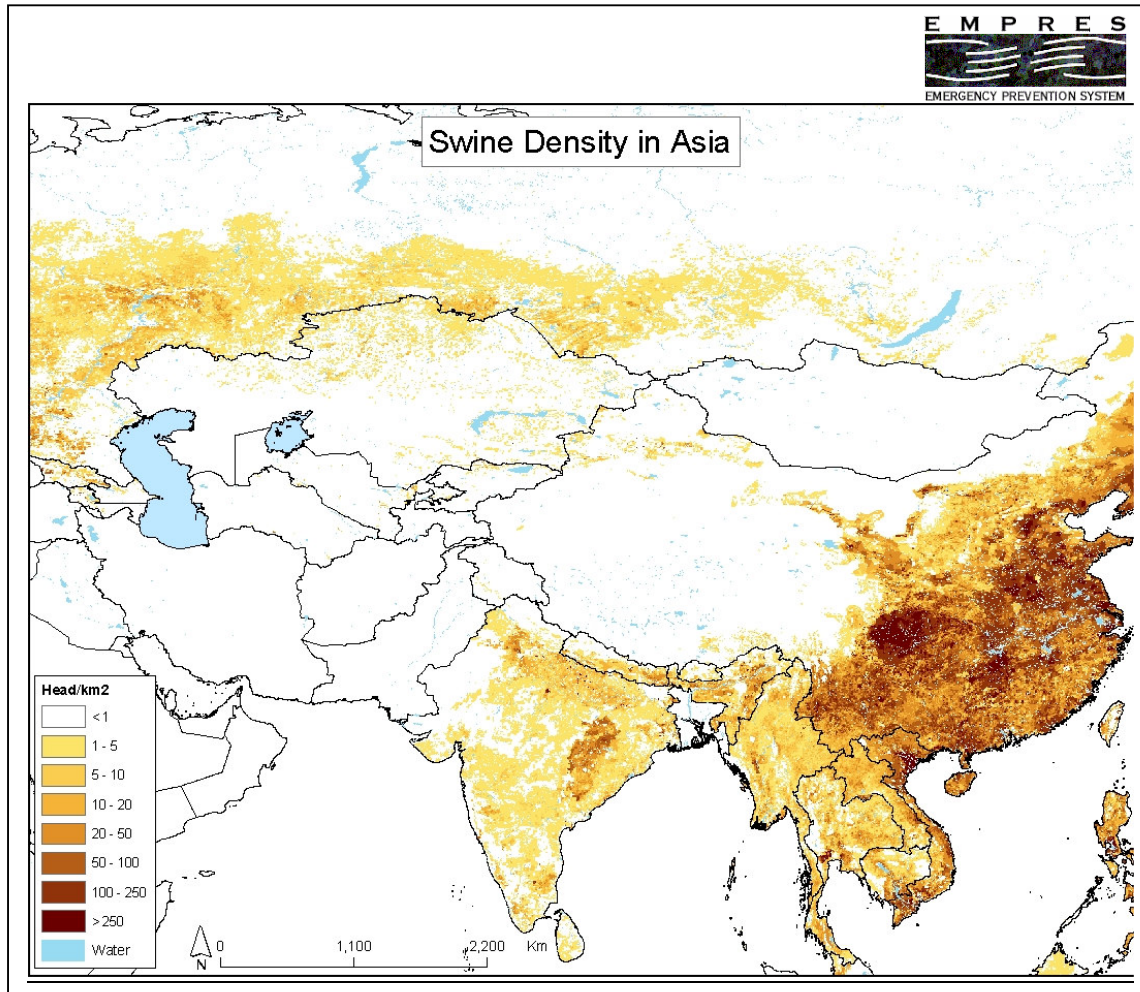 E M P R E S
EMERGENCY PREVENTION SYSTEM
Swine Density in Asia
Head/km2
<1
1 - 5
5 - 10
10 - 20
20 - 50
50 - 100
100 - 250
>250
Water
N
0 1,100 2,200 Km